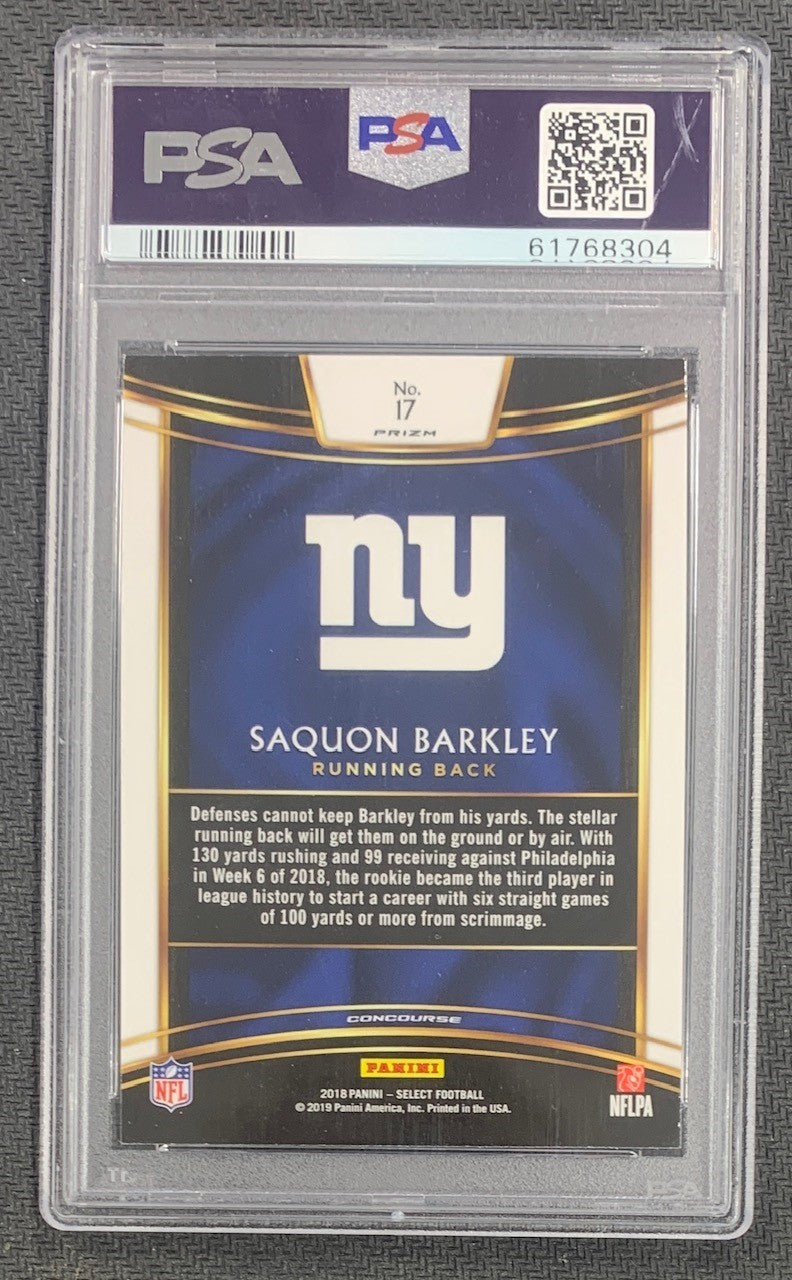 PSA
PSA
61768304
No.
17
PRIZM
ny
SAQUON BARKLEY
RUNNING BACK
Defenses cannot keep Barkley from his yards. The stellar
running back will get them on the ground or by air. With
130 yards rushing and 99 receiving against Philadelphia
in Week 6 of 2018, the rookie became the third player in
league history to start a career with six straight games
of 100 yards or more from scrimmage.
CONCOURSE
PANINI
NFL
NFLPA
2018 PANINI – SELECT FOOTBALL
© 2019 Panini America, Inc. Printed in the USA.
PSA